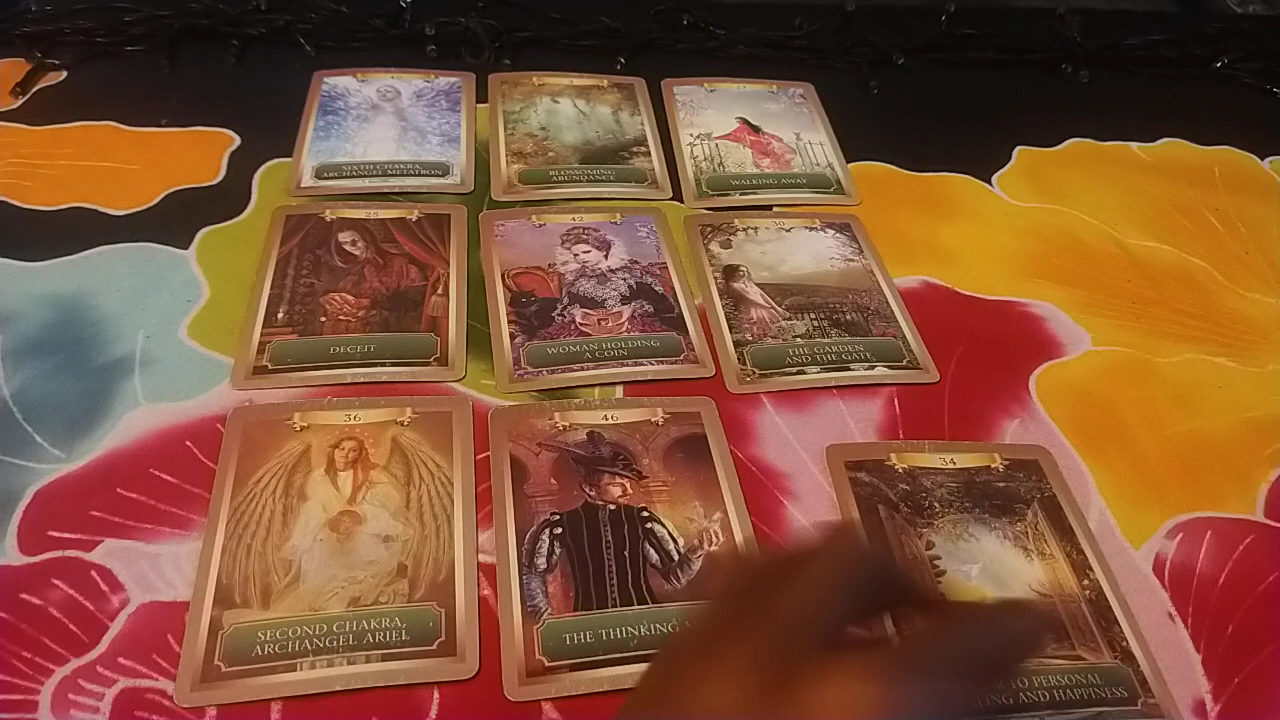 SIXTH CHAKRA,
ARCHANGEL METATRON
BLOSSOMING
ABUNDANCE
27
WALKING AWAY
25
DECEIT
42
WOMAN HOLDING
A COIN
30
THE GARDEN
AND THE GATE
36
SECOND CHAKRA,
ARCHANGEL ARIEL
46
THE THINKING
34
TO PERSONAL
AND HAPPINESS